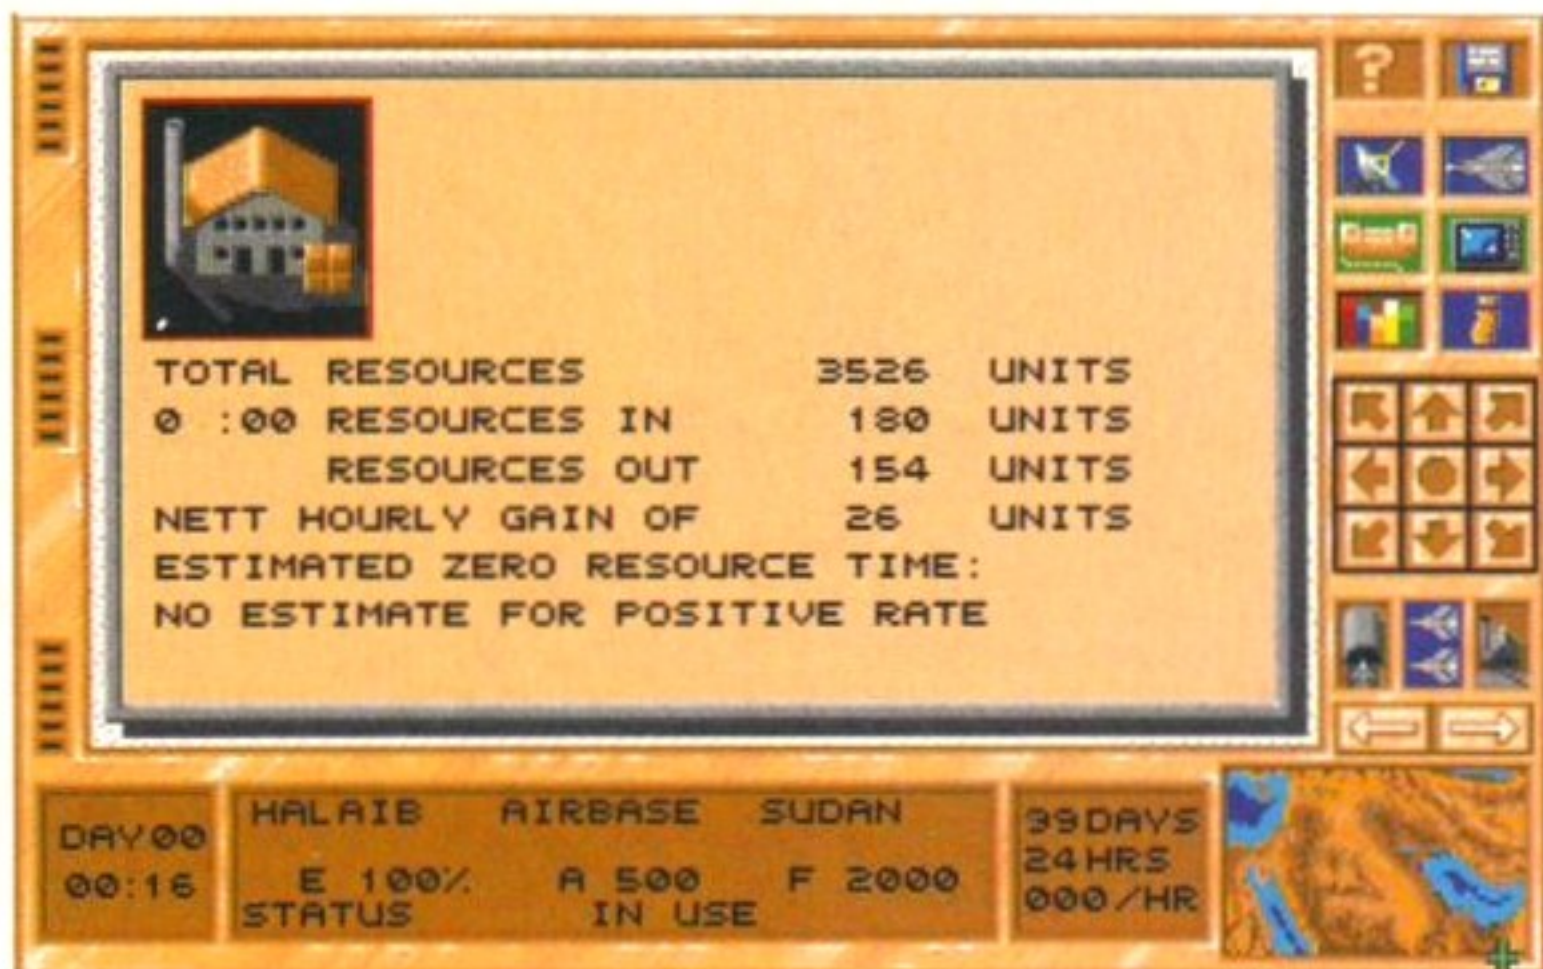 ?
TOTAL RESOURCES 3526 UNITS
0 :00 RESOURCES IN 180 UNITS
RESOURCES OUT 154 UNITS
NETT HOURLY GAIN OF 26 UNITS
ESTIMATED ZERO RESOURCE TIME:
NO ESTIMATE FOR POSITIVE RATE
DAY00
00:16
HALAIB AIRBASE SUDAN
E 100% A 500 F 2000
STATUS IN USE
99DAYS
24HRS
000/HR